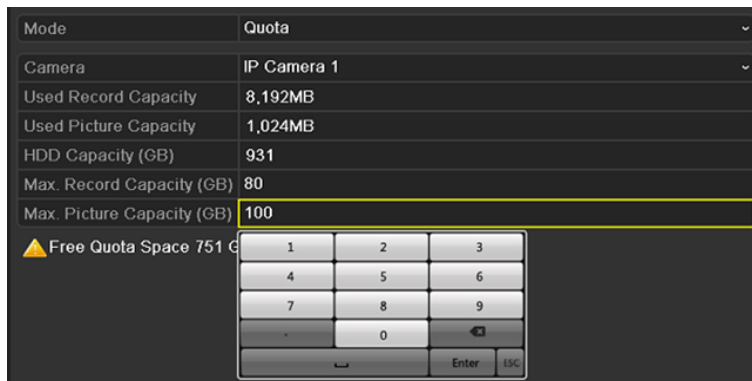 Mode Quota
Camera IP Camera 1
Used Record Capacity 8,192MB
Used Picture Capacity 1,024MB
HDD Capacity (GB) 931
Max. Record Capacity (GB) 80
Max. Picture Capacity (GB) 100
Free Quota Space 751 G
1 2 3
4 5 6
7 8 9
. 0
Enter ESC